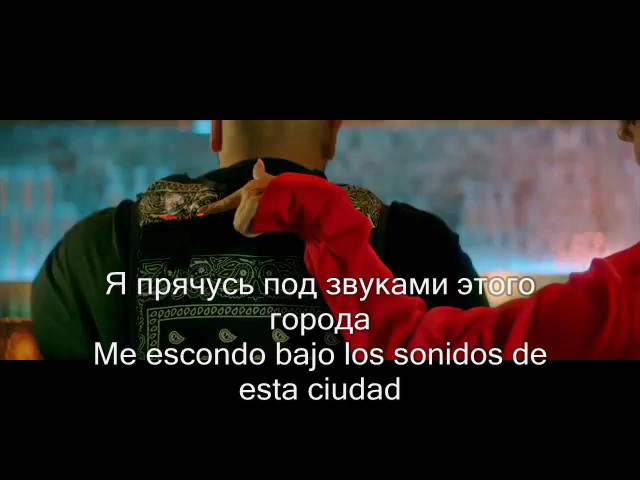 Я прячусь под звуками этого
города
Me escondo bajo los sonidos de
esta ciudad